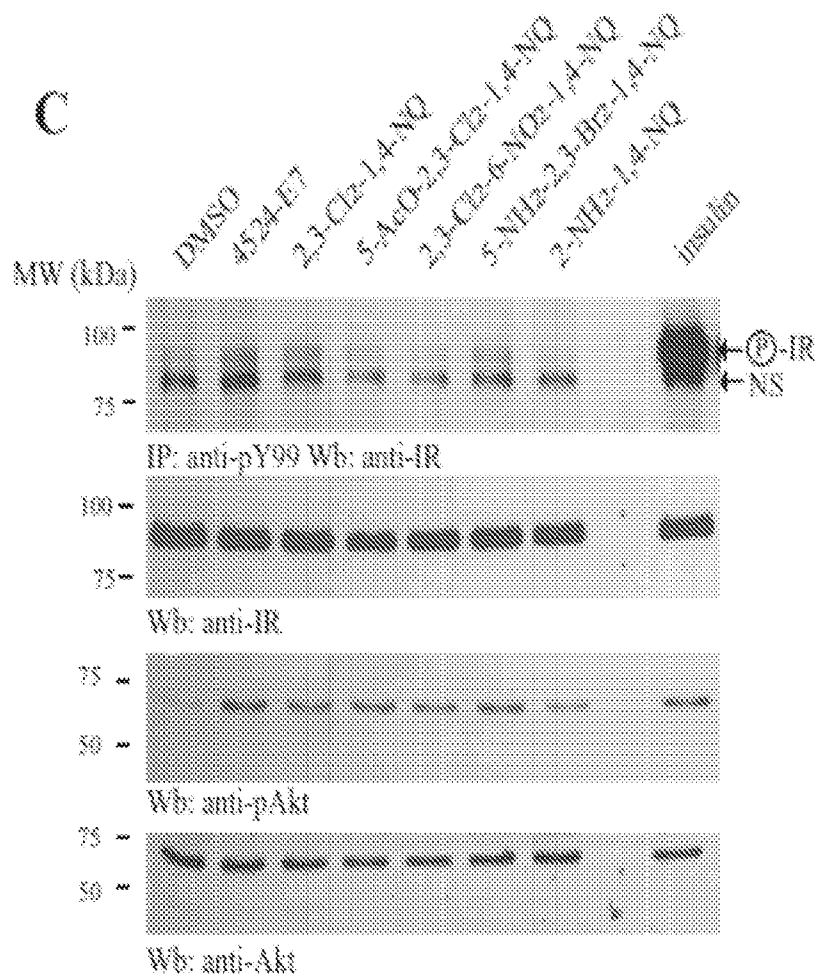 C
DMSO
4524-E7
2,3-Cl2-1,4-NQ
5-AcO-2,3-Cl2-1,4-NQ
2,3-Cl2-6-NO2-1,4-NQ
5-NH2-2,3-Br2-1,4-NQ
2-NH2-1,4-NQ
insulin
MW (kDa)
100
P-IR
NS
75
IP: anti-pY99 Wb: anti-IR
100
75
Wb: anti-IR
75
50
Wb: anti-pAkt
75
50
Wb: anti-Akt